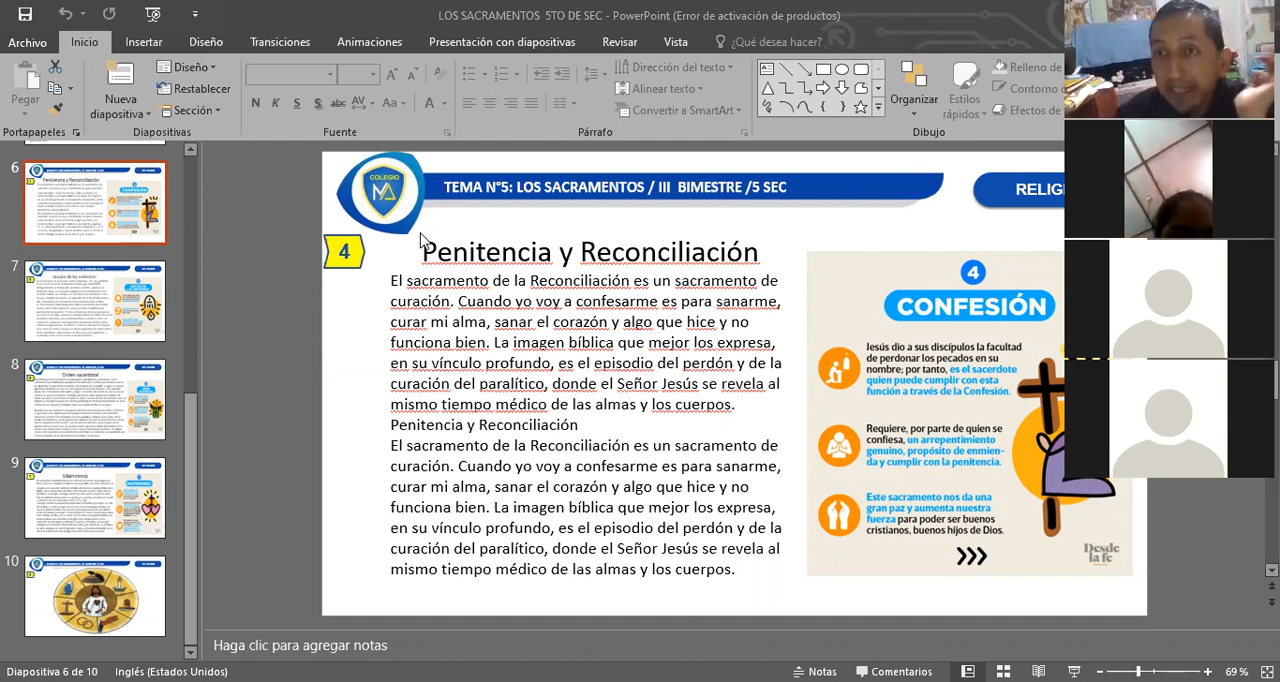 LOS SACRAMENTOS 5TO DE SEC - PowerPoint (Error de activación de productos)
Archivo Inicio Insertar Diseño Transiciones Animaciones Presentación con diapositivas Revisar Vista ¿Qué desea hacer?
Pegar
Nueva diapositiva
Diseño
Restablecer
Sección
N K S S abc AV Aa A
Dirección del texto
Alinear texto
Convertir a SmartArt
Organizar
Estilos rápidos
Relleno de
Contorno
Efectos de
Portapapeles Diapositivas Fuente Párrafo Dibujo
6
7
8
9
10
COLEGIO
MA
TEMA N°5: LOS SACRAMENTOS / III BIMESTRE /5 SEC
RELIG
4
Penitencia y Reconciliación
El sacramento de la Reconciliación es un sacramento de
curación. Cuando yo voy a confesarme es para sanarme,
curar mi alma, sanar el corazón y algo que hice y no
funciona bien. La imagen bíblica que mejor los expresa,
en su vínculo profundo, es el episodio del perdón y de la
curación del paralítico, donde el Señor Jesús se revela al
mismo tiempo médico de las almas y los cuerpos.
Penitencia y Reconciliación
El sacramento de la Reconciliación es un sacramento de
curación. Cuando yo voy a confesarme es para sanarme,
curar mi alma, sanar el corazón y algo que hice y no
funciona bien. La imagen bíblica que mejor los expresa,
en su vínculo profundo, es el episodio del perdón y de la
curación del paralítico, donde el Señor Jesús se revela al
mismo tiempo médico de las almas y los cuerpos.
4
CONFESIÓN
Jesús dio a sus discípulos la facultad
de perdonar los pecados en su
nombre; por tanto, es el sacerdote
quien puede cumplir con esta
función a través de la Confesión.
Requiere, por parte de quien se
confiesa, un arrepentimiento
genuino, propósito de enmien-
da y cumplir con la penitencia.
Este sacramento nos da una
gran paz y aumenta nuestra
fuerza para poder ser buenos
cristianos, buenos hijos de Dios.
Desde
la fe
Haga clic para agregar notas
Diapositiva 6 de 10 Inglés (Estados Unidos) Notas Comentarios 69 %